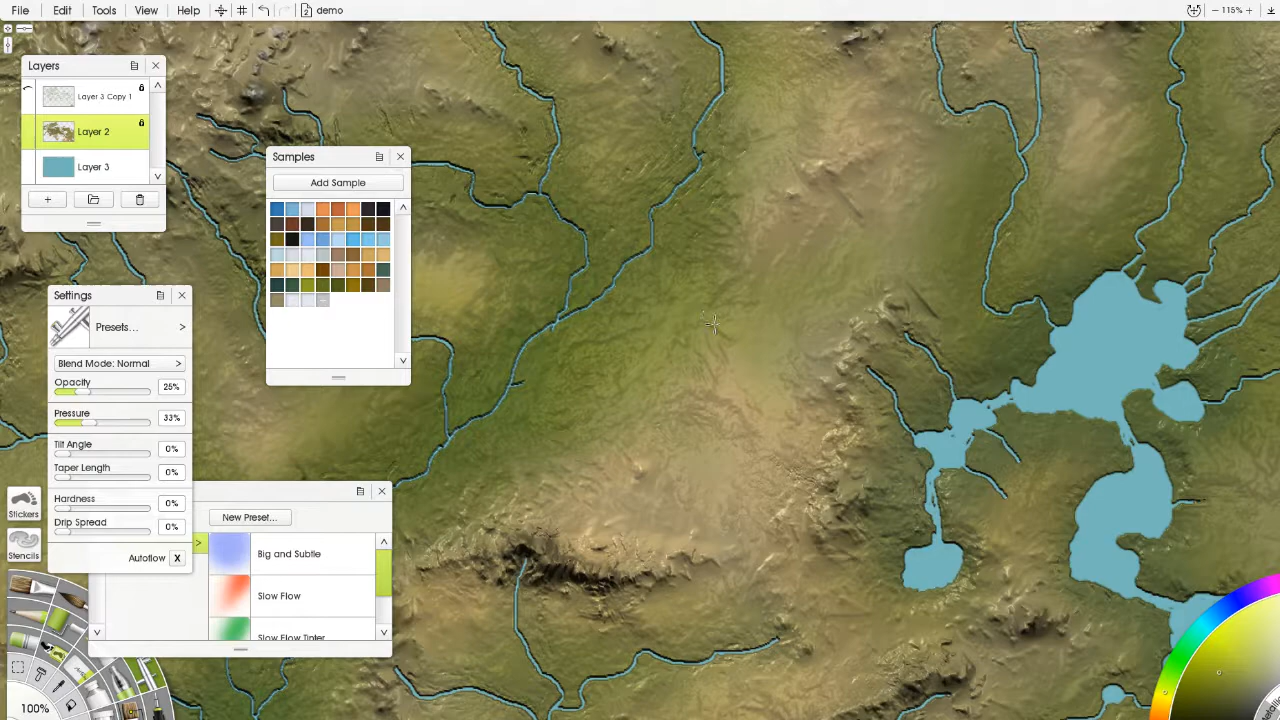 File Edit Tools View Help demo 115%
Layers
Layer 3 Copy 1
Layer 2
Layer 3
Samples
Add Sample
Settings
Presets...
Blend Mode: Normal
Opacity
25%
Pressure
33%
Tilt Angle
0%
Taper Length
0%
Hardness
0%
Drip Spread
0%
Autoflow X
Stickers
Stencils
New Preset...
Big and Subtle
Slow Flow
Slow Flow Tinter
100%